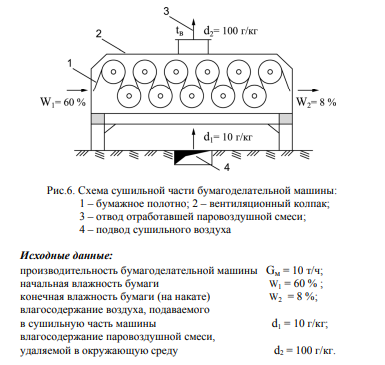 3
tв d₂= 100 г/кг
2
1
W₁= 60 % W₂= 8 %
d₁= 10 г/кг
4
Рис.6. Схема сушильной части бумагоделательной машины:
1 – бумажное полотно; 2 – вентиляционный колпак;
3 – отвод отработавшей паровоздушной смеси;
4 – подвод сушильного воздуха
Исходные данные:
производительность бумагоделательной машины Gм = 10 т/ч;
начальная влажность бумаги w₁ = 60 % ;
конечная влажность бумаги (на накате) w₂ = 8 %;
влагосодержание воздуха, подаваемого
в сушильную часть машины d₁ = 10 г/кг;
влагосодержание паровоздушной смеси,
удаляемой в окружающую среду d₂ = 100 г/кг.